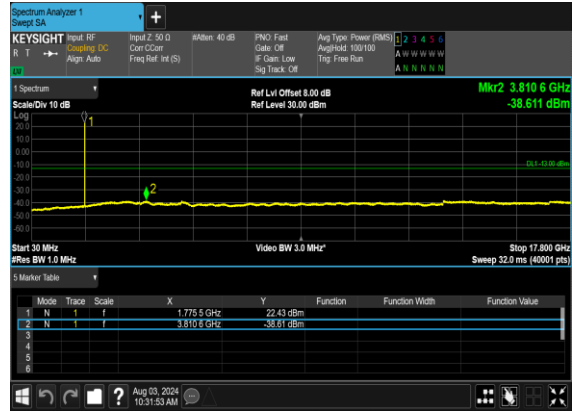 Spectrum Analyzer 1
Swept SA
+
KEYSIGHT Input: RF Input Z: 50 Ω #Atten: 40 dB PNO: Fast Avg Type: Power (RMS) 1 2 3 4 5 6
R T Coupling: DC Corr CCorr Gate: Off Avg|Hold: 100/100 A W W W W W
Align: Auto Freq Ref: Int (S) IF Gain: Low Trig: Free Run
Sig Track: Off A N N N N N
1 Spectrum Ref Lvl Offset 8.00 dB Mkr2 3.810 6 GHz
Scale/Div 10 dB Ref Level 30.00 dBm -38.611 dBm
Log
20.0
10.0
0.00
-10.0
-20.0
-30.0
-40.0
-50.0
-60.0
1
DL1 -13.00 dBm
2
Start 30 MHz Video BW 3.0 MHz* Stop 17.800 GHz
#Res BW 1.0 MHz Sweep 32.0 ms (40001 pts)
5 Marker Table
Mode Trace Scale X Y Function Function Width Function Value
1 N 1 f 1.775 5 GHz 22.43 dBm
2 N 1 f 3.810 6 GHz -38.61 dBm
3
4
5
6
? Aug 03, 2024
10:31:53 AM